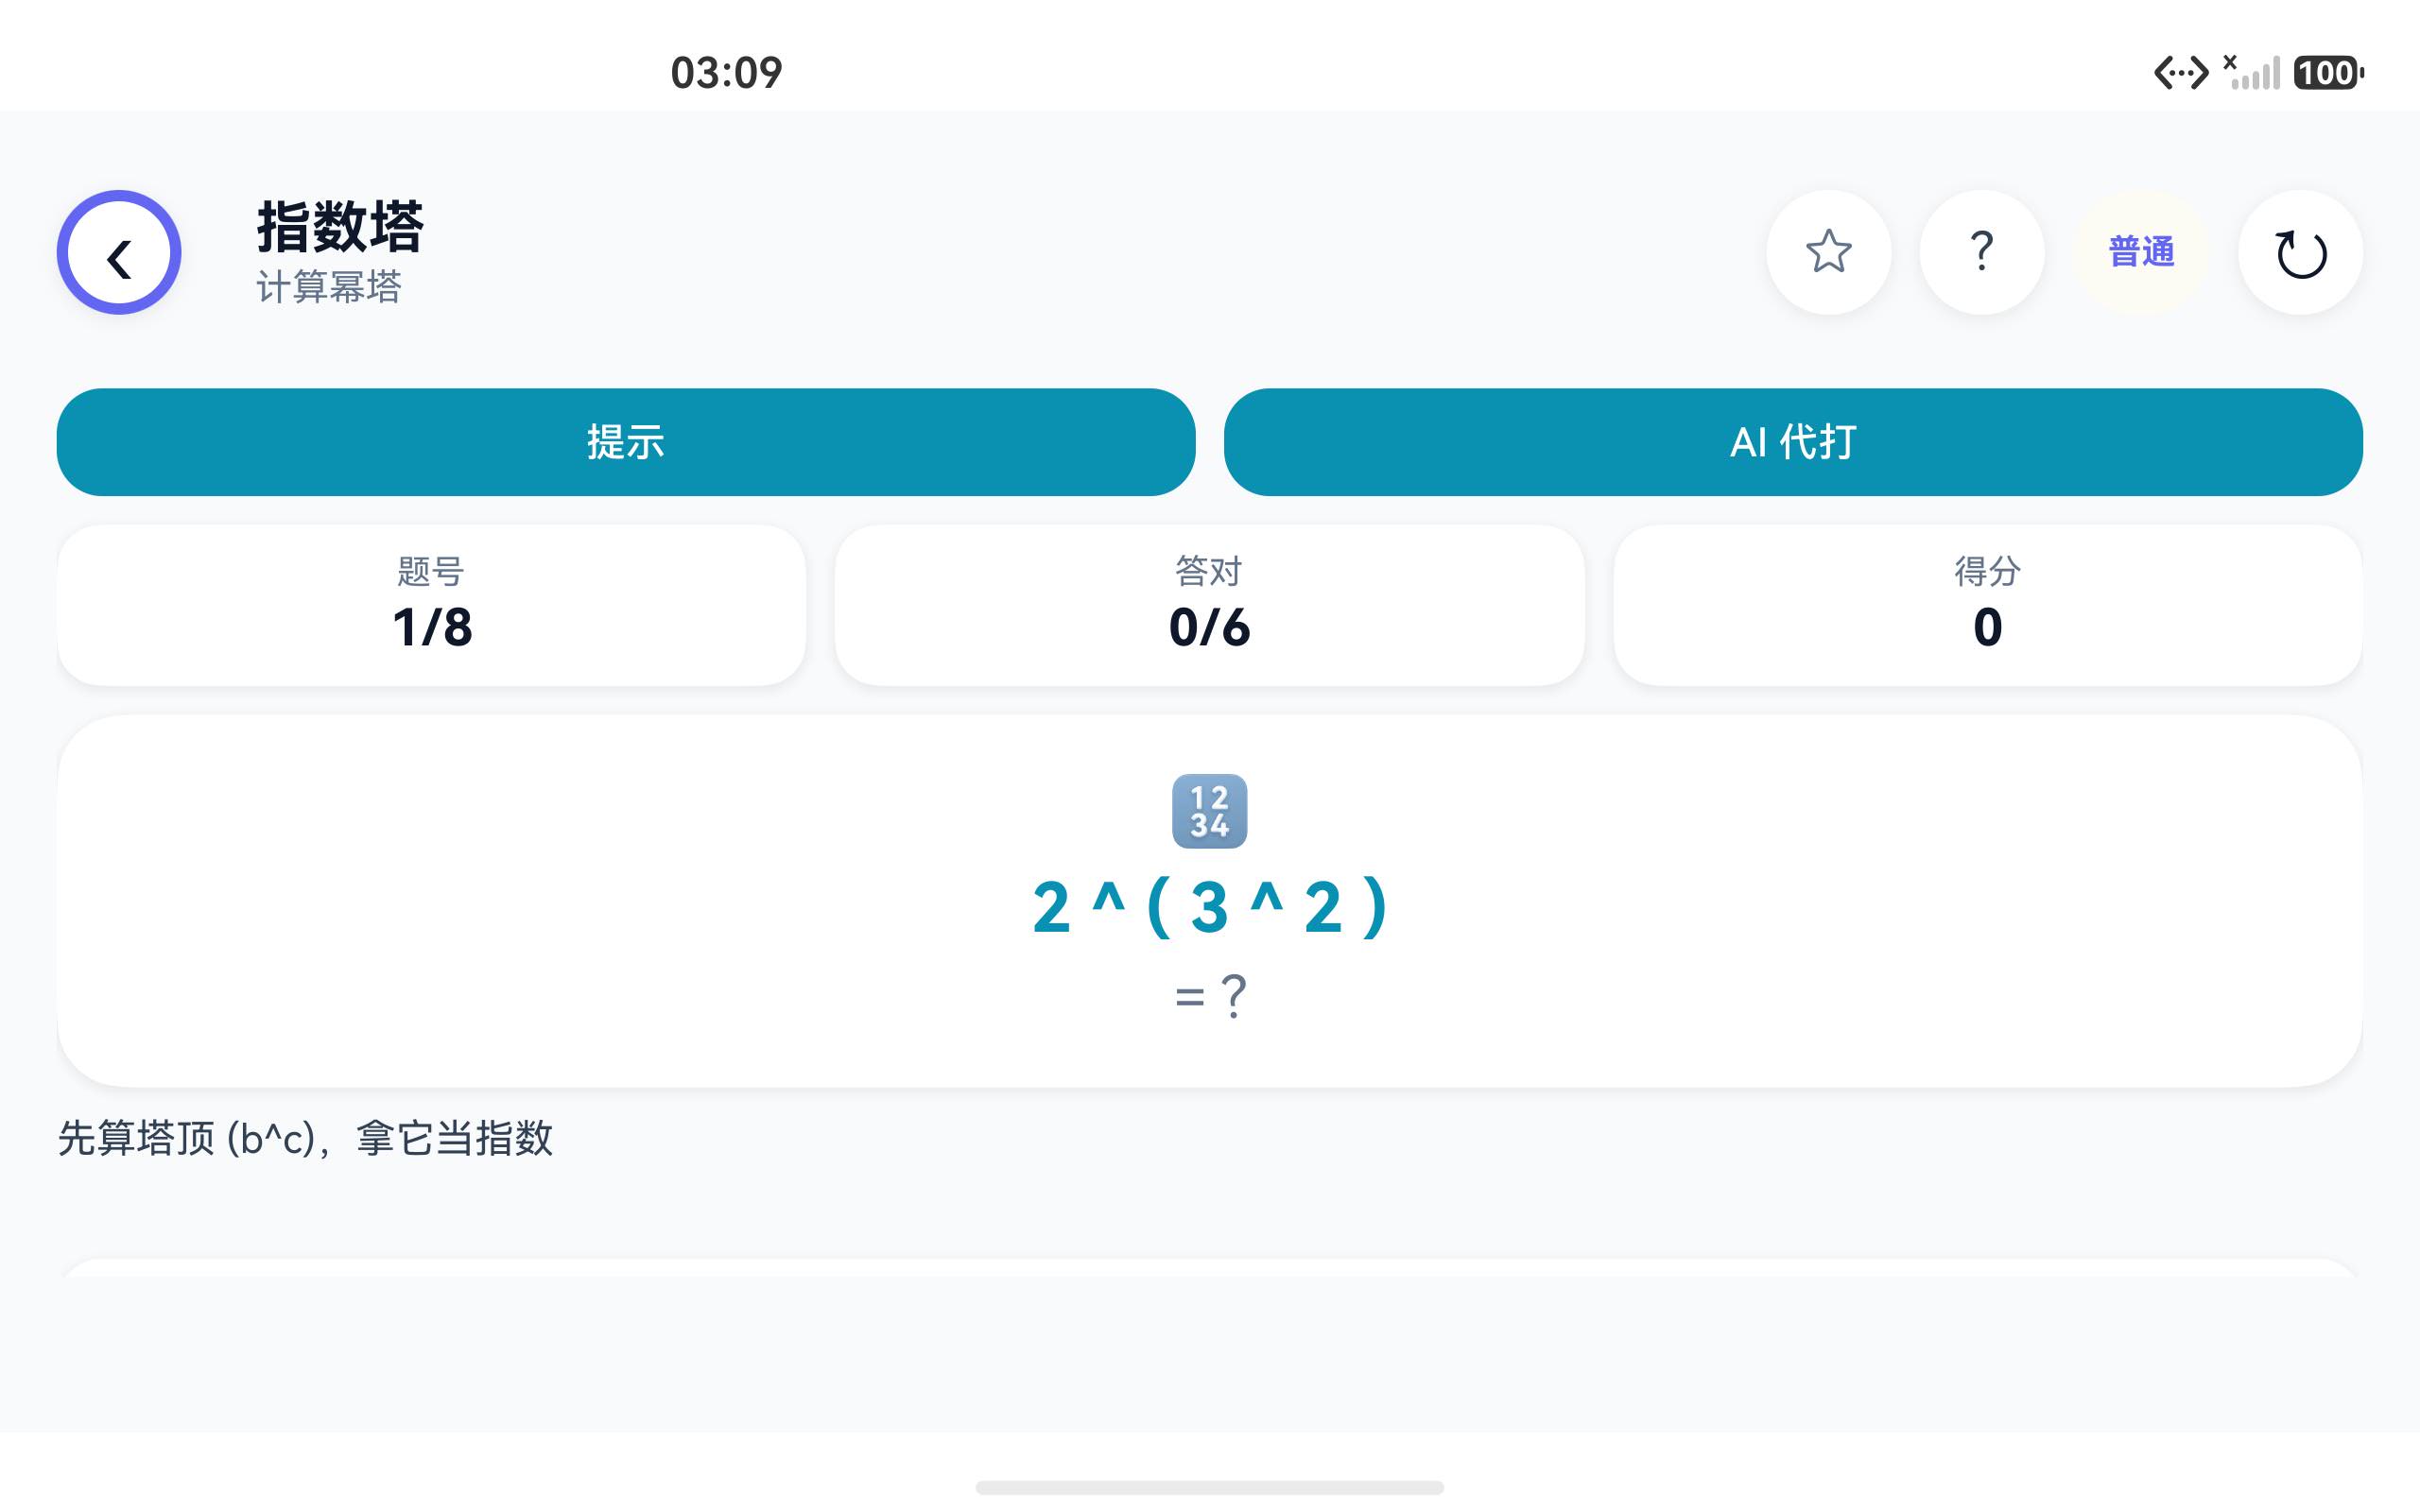 03:09
100
指数塔
计算幂塔
?
普通
提示
AI 代打
题号
1/8
答对
0/6
得分
0
12
34
2^(3^2)
= ?
先算塔顶 (b^c)，拿它当指数